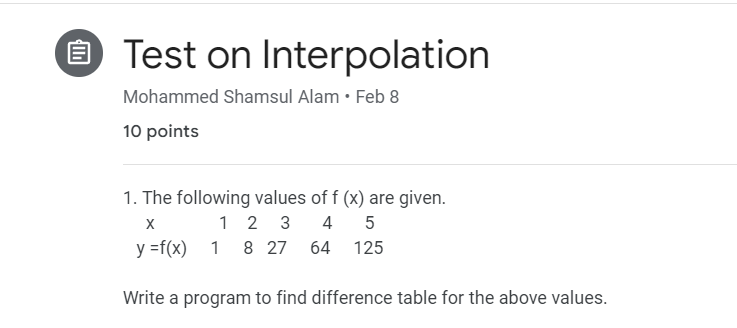 Test on Interpolation
Mohammed Shamsul Alam • Feb 8
10 points
1. The following values of f (x) are given.
x 1 2 3 4 5
y =f(x) 1 8 27 64 125
Write a program to find difference table for the above values.